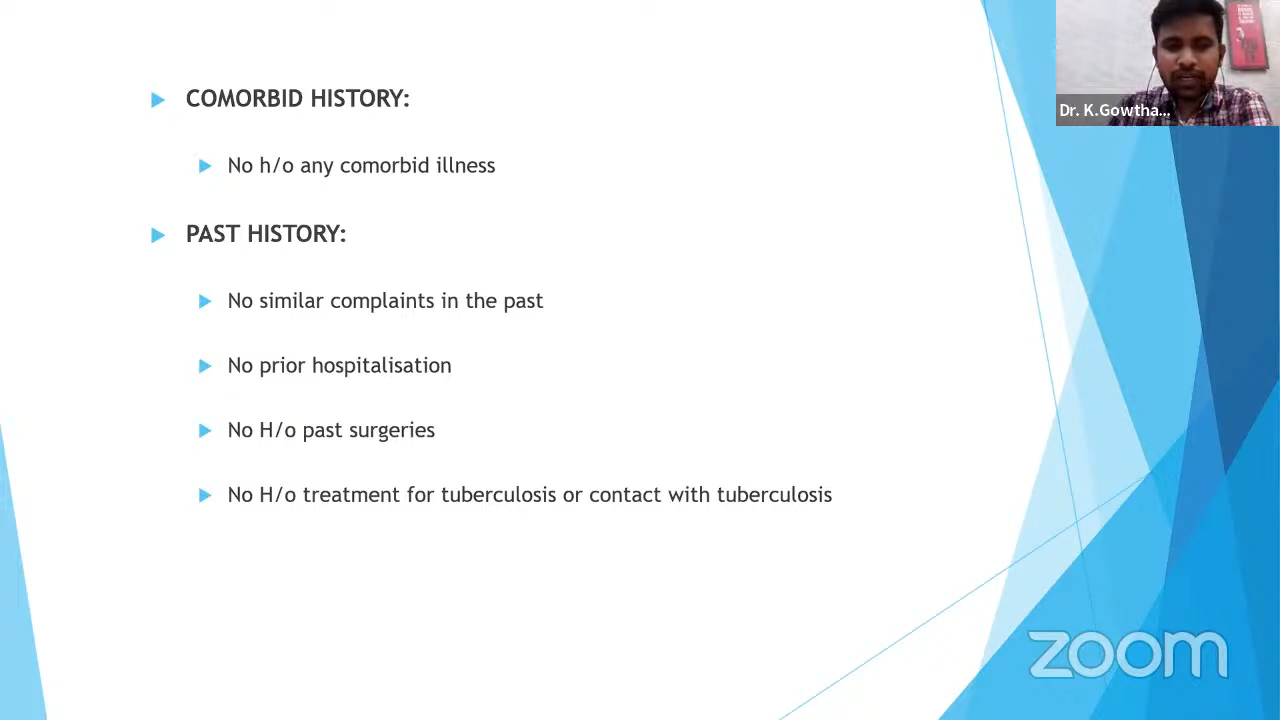 COMORBID HISTORY:
No h/o any comorbid illness
PAST HISTORY:
No similar complaints in the past
No prior hospitalisation
No H/o past surgeries
No H/o treatment for tuberculosis or contact with tuberculosis
Dr. K.Gowtha...
zoom